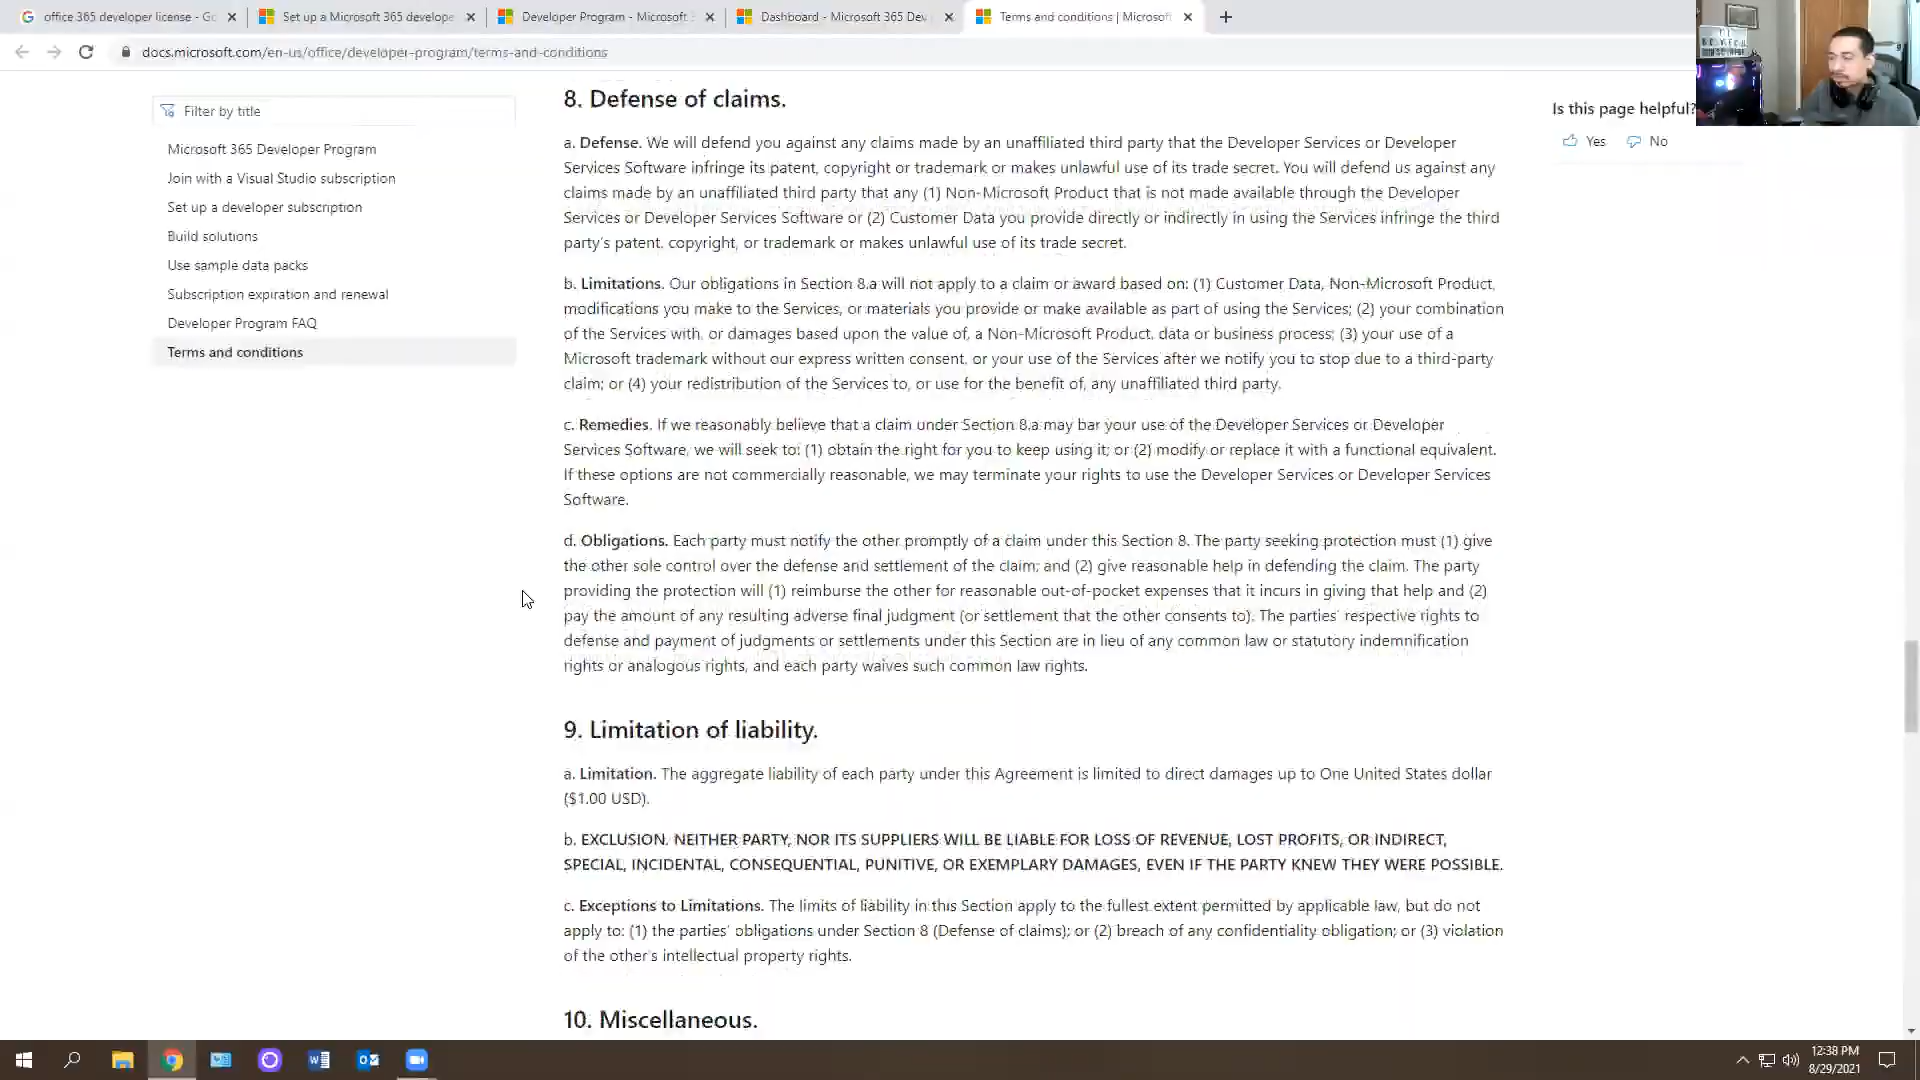 office 365 developer license - Go
Set up a Microsoft 365 develope
Developer Program - Microsoft
Dashboard - Microsoft 365 Dev
Terms and conditions | Microsof
docs.microsoft.com/en-us/office/developer-program/terms-and-conditions
Filter by title
Microsoft 365 Developer Program
Join with a Visual Studio subscription
Set up a developer subscription
Build solutions
Use sample data packs
Subscription expiration and renewal
Developer Program FAQ
Terms and conditions
8. Defense of claims.
a. Defense. We will defend you against any claims made by an unaffiliated third party that the Developer Services or Developer
Services Software infringe its patent, copyright or trademark or makes unlawful use of its trade secret. You will defend us against any
claims made by an unaffiliated third party that any (1) Non-Microsoft Product that is not made available through the Developer
Services or Developer Services Software or (2) Customer Data you provide directly or indirectly in using the Services infringe the third
party's patent, copyright, or trademark or makes unlawful use of its trade secret.
b. Limitations. Our obligations in Section 8.a will not apply to a claim or award based on: (1) Customer Data, Non-Microsoft Product,
modifications you make to the Services, or materials you provide or make available as part of using the Services; (2) your combination
of the Services with, or damages based upon the value of, a Non-Microsoft Product, data or business process; (3) your use of a
Microsoft trademark without our express written consent, or your use of the Services after we notify you to stop due to a third-party
claim; or (4) your redistribution of the Services to, or use for the benefit of, any unaffiliated third party.
c. Remedies. If we reasonably believe that a claim under Section 8.a may bar your use of the Developer Services or Developer
Services Software, we will seek to: (1) obtain the right for you to keep using it; or (2) modify or replace it with a functional equivalent.
If these options are not commercially reasonable, we may terminate your rights to use the Developer Services or Developer Services
Software.
d. Obligations. Each party must notify the other promptly of a claim under this Section 8. The party seeking protection must (1) give
the other sole control over the defense and settlement of the claim; and (2) give reasonable help in defending the claim. The party
providing the protection will (1) reimburse the other for reasonable out-of-pocket expenses that it incurs in giving that help and (2)
pay the amount of any resulting adverse final judgment (or settlement that the other consents to). The parties' respective rights to
defense and payment of judgments or settlements under this Section are in lieu of any common law or statutory indemnification
rights or analogous rights, and each party waives such common law rights.
9. Limitation of liability.
a. Limitation. The aggregate liability of each party under this Agreement is limited to direct damages up to One United States dollar
($1.00 USD).
b. EXCLUSION. NEITHER PARTY, NOR ITS SUPPLIERS WILL BE LIABLE FOR LOSS OF REVENUE, LOST PROFITS, OR INDIRECT,
SPECIAL, INCIDENTAL, CONSEQUENTIAL, PUNITIVE, OR EXEMPLARY DAMAGES, EVEN IF THE PARTY KNEW THEY WERE POSSIBLE.
c. Exceptions to Limitations. The limits of liability in this Section apply to the fullest extent permitted by applicable law, but do not
apply to: (1) the parties' obligations under Section 8 (Defense of claims); or (2) breach of any confidentiality obligation; or (3) violation
of the other's intellectual property rights.
10. Miscellaneous.
Is this page helpful?
Yes No
12:38 PM
8/29/2021